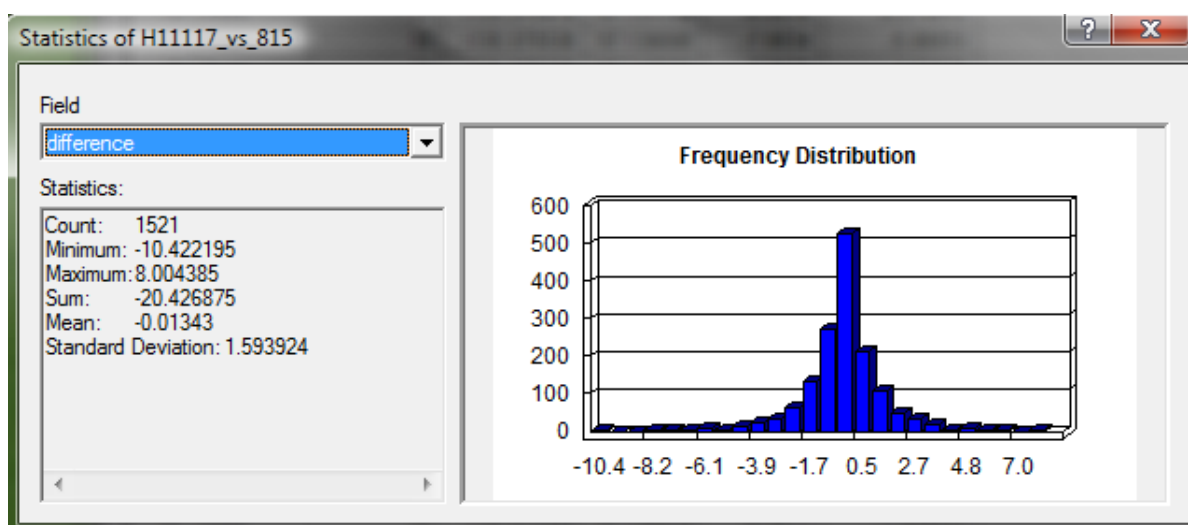 Statistics of H11117_vs_815
?
X
Field
difference
Statistics:
Count: 1521
Minimum: -10.422195
Maximum: 8.004385
Sum: -20.426875
Mean: -0.01343
Standard Deviation: 1.593924
Frequency Distribution
600
500
400
300
200
100
0
-10.4 -8.2 -6.1 -3.9 -1.7 0.5 2.7 4.8 7.0